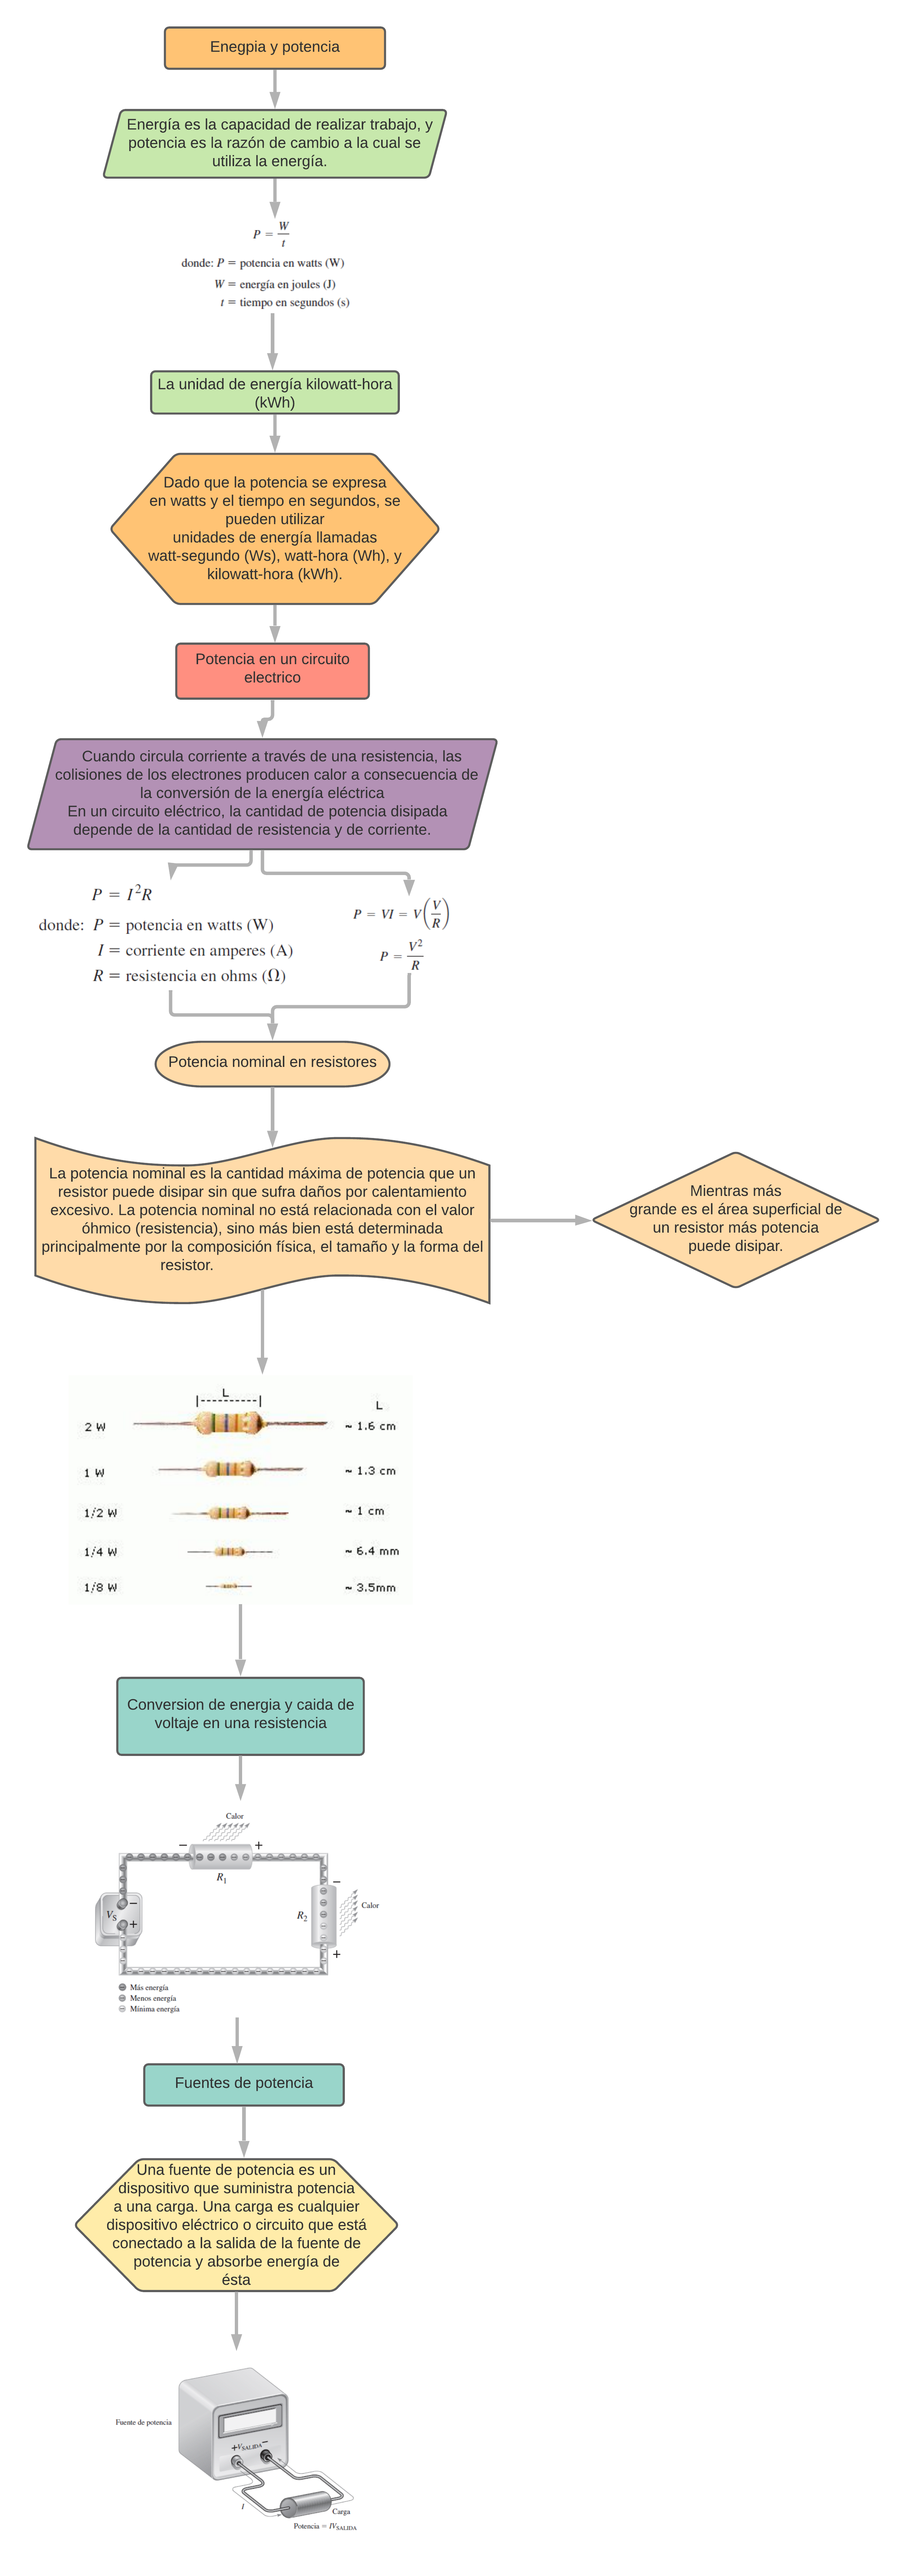 Enegpia y potencia
Energía es la capacidad de realizar trabajo, y
potencia es la razón de cambio a la cual se
utiliza la energía.
P = W/t
donde: P = potencia en watts (W)
W = energía en joules (J)
t = tiempo en segundos (s)
La unidad de energía kilowatt-hora
(kWh)
Dado que la potencia se expresa
en watts y el tiempo en segundos, se
pueden utilizar
unidades de energía llamadas
watt-segundo (Ws), watt-hora (Wh), y
kilowatt-hora (kWh).
Potencia en un circuito
electrico
Cuando circula corriente a través de una resistencia, las
colisiones de los electrones producen calor a consecuencia de
la conversión de la energía eléctrica
En un circuito eléctrico, la cantidad de potencia disipada
depende de la cantidad de resistencia y de corriente.
P = I²R
donde: P = potencia en watts (W)
I = corriente en amperes (A)
R = resistencia en ohms (Ω)
P = VI = V(V/R)
P = V²/R
Potencia nominal en resistores
La potencia nominal es la cantidad máxima de potencia que un
resistor puede disipar sin que sufra daños por calentamiento
excesivo. La potencia nominal no está relacionada con el valor
óhmico (resistencia), sino más bien está determinada
principalmente por la composición física, el tamaño y la forma del
resistor.
Mientras más
grande es el área superficial de
un resistor más potencia
puede disipar.
L
L
2 W ~ 1.6 cm
1 W ~ 1.3 cm
1/2 W ~ 1 cm
1/4 W ~ 6.4 mm
1/8 W ~ 3.5mm
Conversion de energia y caida de
voltaje en una resistencia
Calor
− +
R1
−
VS −
+
R2
Calor
+
Más energía
Menos energía
Mínima energía
Fuentes de potencia
Una fuente de potencia es un
dispositivo que suministra potencia
a una carga. Una carga es cualquier
dispositivo eléctrico o circuito que está
conectado a la salida de la fuente de
potencia y absorbe energía de
ésta
Fuente de potencia
+VSALIDA−
I
Carga
Potencia = IVSALIDA